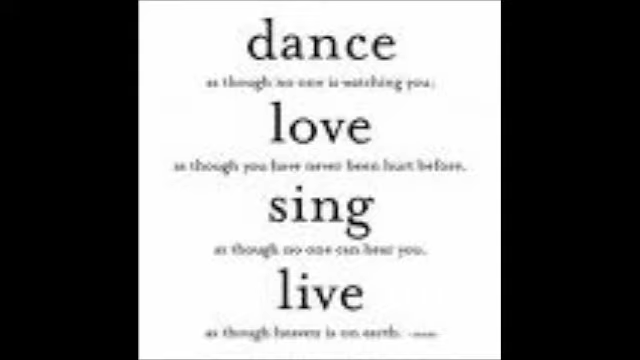 dance
as though no one is watching you.
love
as though you have never been hurt before.
sing
as though no one can hear you.
live
as though heaven is on earth.